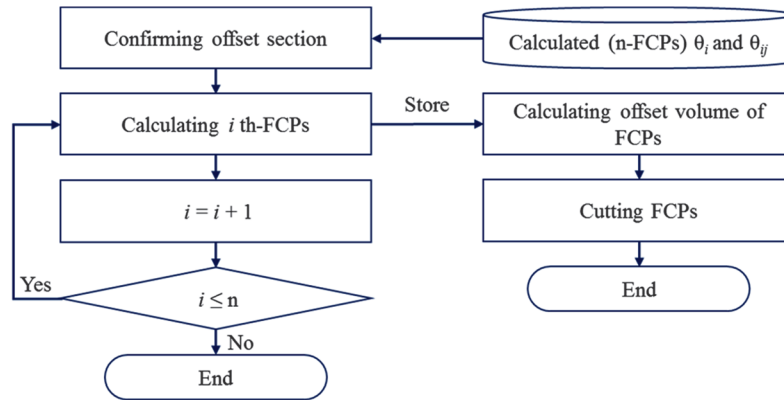 Confirming offset section
Calculated (n-FCPs) θi and θij
Calculating i th-FCPs
Store
Calculating offset volume of
FCPs
i = i + 1
Cutting FCPs
Yes
i ≤ n
End
No
End